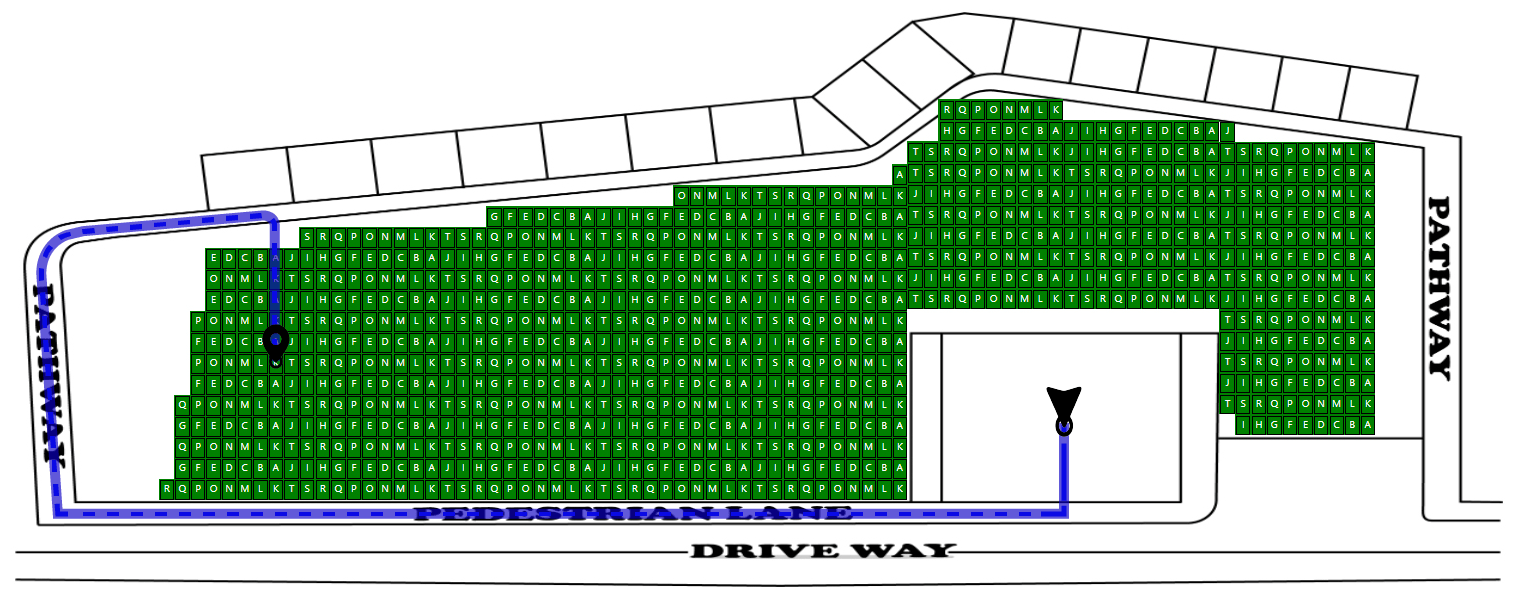 R Q P O N M L K
H G F E D C B A J I H G F E D C B A J
T S R Q P O N M L K J I H G F E D C B A T S R Q P O N M L K
A T S R Q P O N M L K T S R Q P O N M L K J I H G F E D C B A
O N M L K T S R Q P O N M L K J I H G F E D C B A J I H G F E D C B A T S R Q P O N M L K
G F E D C B A J I H G F E D C B A J I H G F E D C B A T S R Q P O N M L K T S R Q P O N M L K J I H G F E D C B A
S R Q P O N M L K T S R Q P O N M L K T S R Q P O N M L K T S R Q P O N M L K J I H G F E D C B A J I H G F E D C B A T S R Q P O N M L K
E D C B A J I H G F E D C B A J I H G F E D C B A J I H G F E D C B A J I H G F E D C B A T S R Q P O N M L K T S R Q P O N M L K J I H G F E D C B A
O N M L K T S R Q P O N M L K T S R Q P O N M L K T S R Q P O N M L K T S R Q P O N M L K J I H G F E D C B A J I H G F E D C B A T S R Q P O N M L K
E D C B A J I H G F E D C B A J I H G F E D C B A J I H G F E D C B A J I H G F E D C B A T S R Q P O N M L K T S R Q P O N M L K J I H G F E D C B A
P O N M L T S R Q P O N M L K T S R Q P O N M L K T S R Q P O N M L K T S R Q P O N M L K T S R Q P O N M L K
F E D C B J I H G F E D C B A J I H G F E D C B A J I H G F E D C B A J I H G F E D C B A J I H G F E D C B A
P O N M L K T S R Q P O N M L K T S R Q P O N M L K T S R Q P O N M L K T S R Q P O N M L K T S R Q P O N M L K
F E D C B A J I H G F E D C B A J I H G F E D C B A J I H G F E D C B A J I H G F E D C B A J I H G F E D C B A
Q P O N M L K T S R Q P O N M L K T S R Q P O N M L K T S R Q P O N M L K T S R Q P O N M L K T S R Q P O N M L K
G F E D C B A J I H G F E D C B A J I H G F E D C B A J I H G F E D C B A J I H G F E D C B A I H G F E D C B A
Q P O N M L K T S R Q P O N M L K T S R Q P O N M L K T S R Q P O N M L K T S R Q P O N M L K
G F E D C B A J I H G F E D C B A J I H G F E D C B A J I H G F E D C B A J I H G F E D C B A
R Q P O N M L K T S R Q P O N M L K T S R Q P O N M L K T S R Q P O N M L K T S R Q P O N M L K
PATHWAY
PATHWAY
PEDESTRIAN LANE
DRIVE WAY